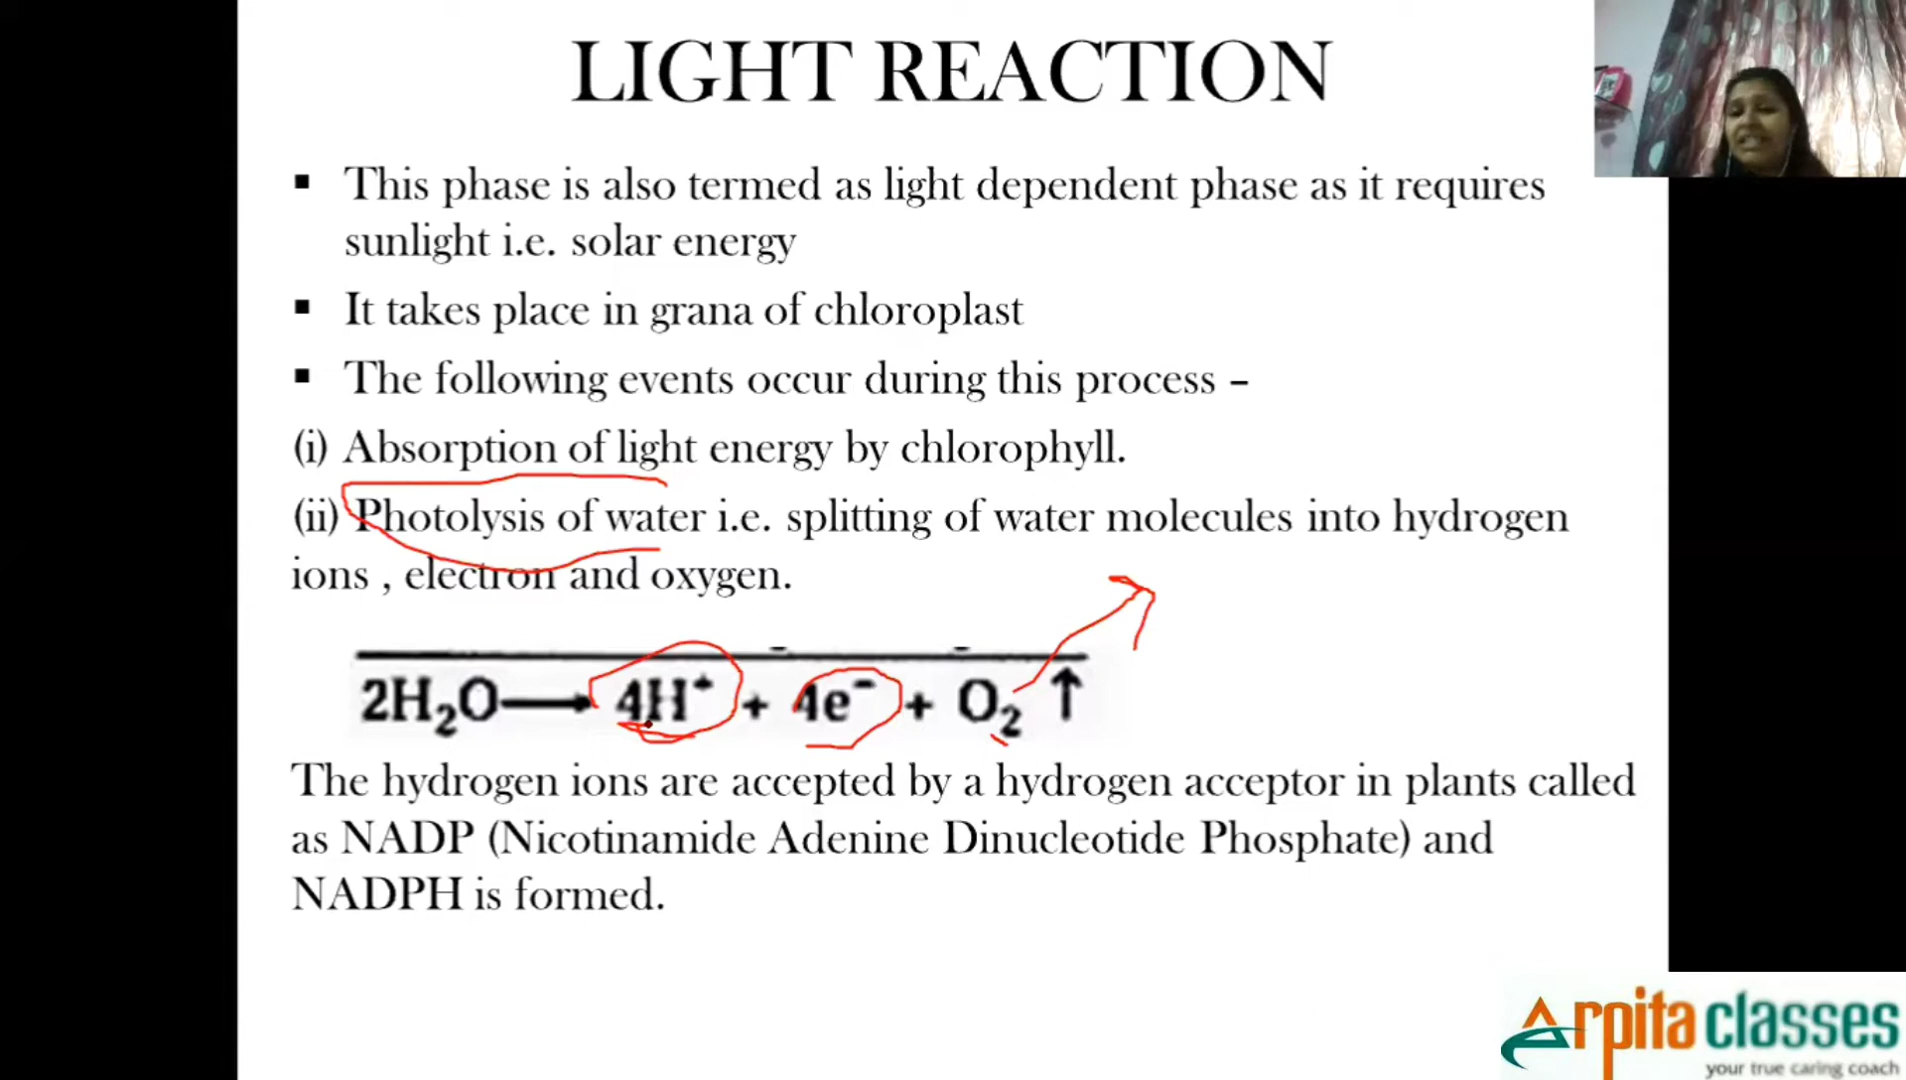 LIGHT REACTION
▪ This phase is also termed as light dependent phase as it requires
sunlight i.e. solar energy
▪ It takes place in grana of chloroplast
▪ The following events occur during this process –
(i) Absorption of light energy by chlorophyll.
(ii) Photolysis of water i.e. splitting of water molecules into hydrogen
ions , electron and oxygen.
2H₂O → 4H⁺ + 4e⁻ + O₂ ↑
The hydrogen ions are accepted by a hydrogen acceptor in plants called
as NADP (Nicotinamide Adenine Dinucleotide Phosphate) and
NADPH is formed.
Arpita classes
your true caring coach